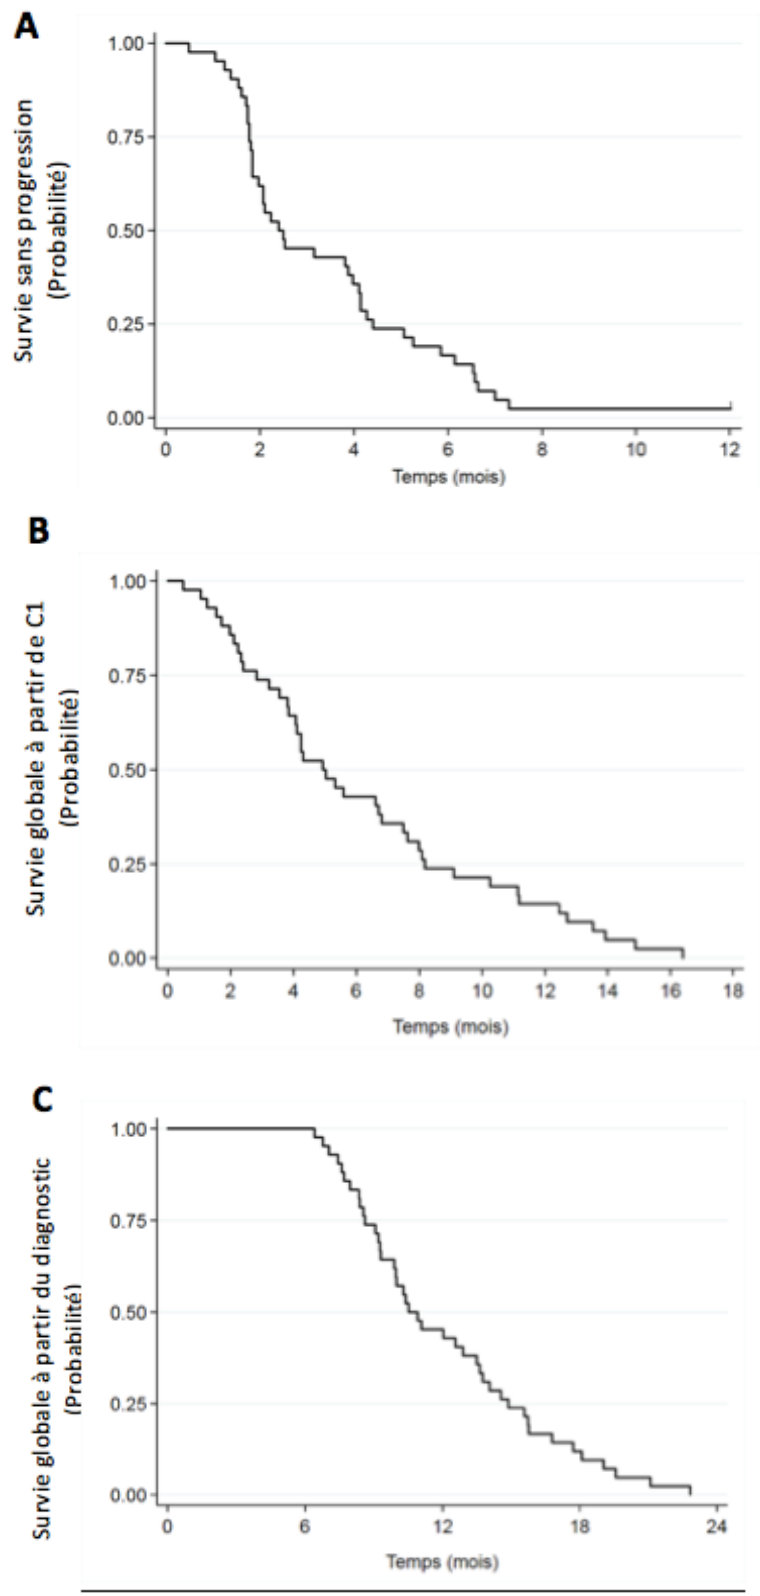 A
Survie sans progression
(Probabilité)
1.00
0.75
0.50
0.25
0.00
0 2 4 6 8 10 12
Temps (mois)
B
Survie globale à partir de C1
(Probabilité)
1.00
0.75
0.50
0.25
0.00
0 2 4 6 8 10 12 14 16 18
Temps (mois)
C
Survie globale à partir du diagnostic
(Probabilité)
1.00
0.75
0.50
0.25
0.00
0 6 12 18 24
Temps (mois)